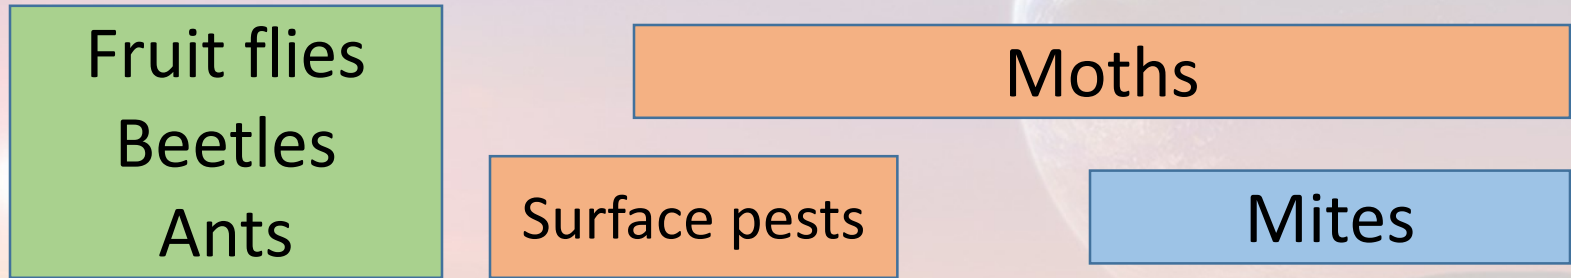 Fruit flies
Beetles
Ants
Moths
Surface pests
Mites